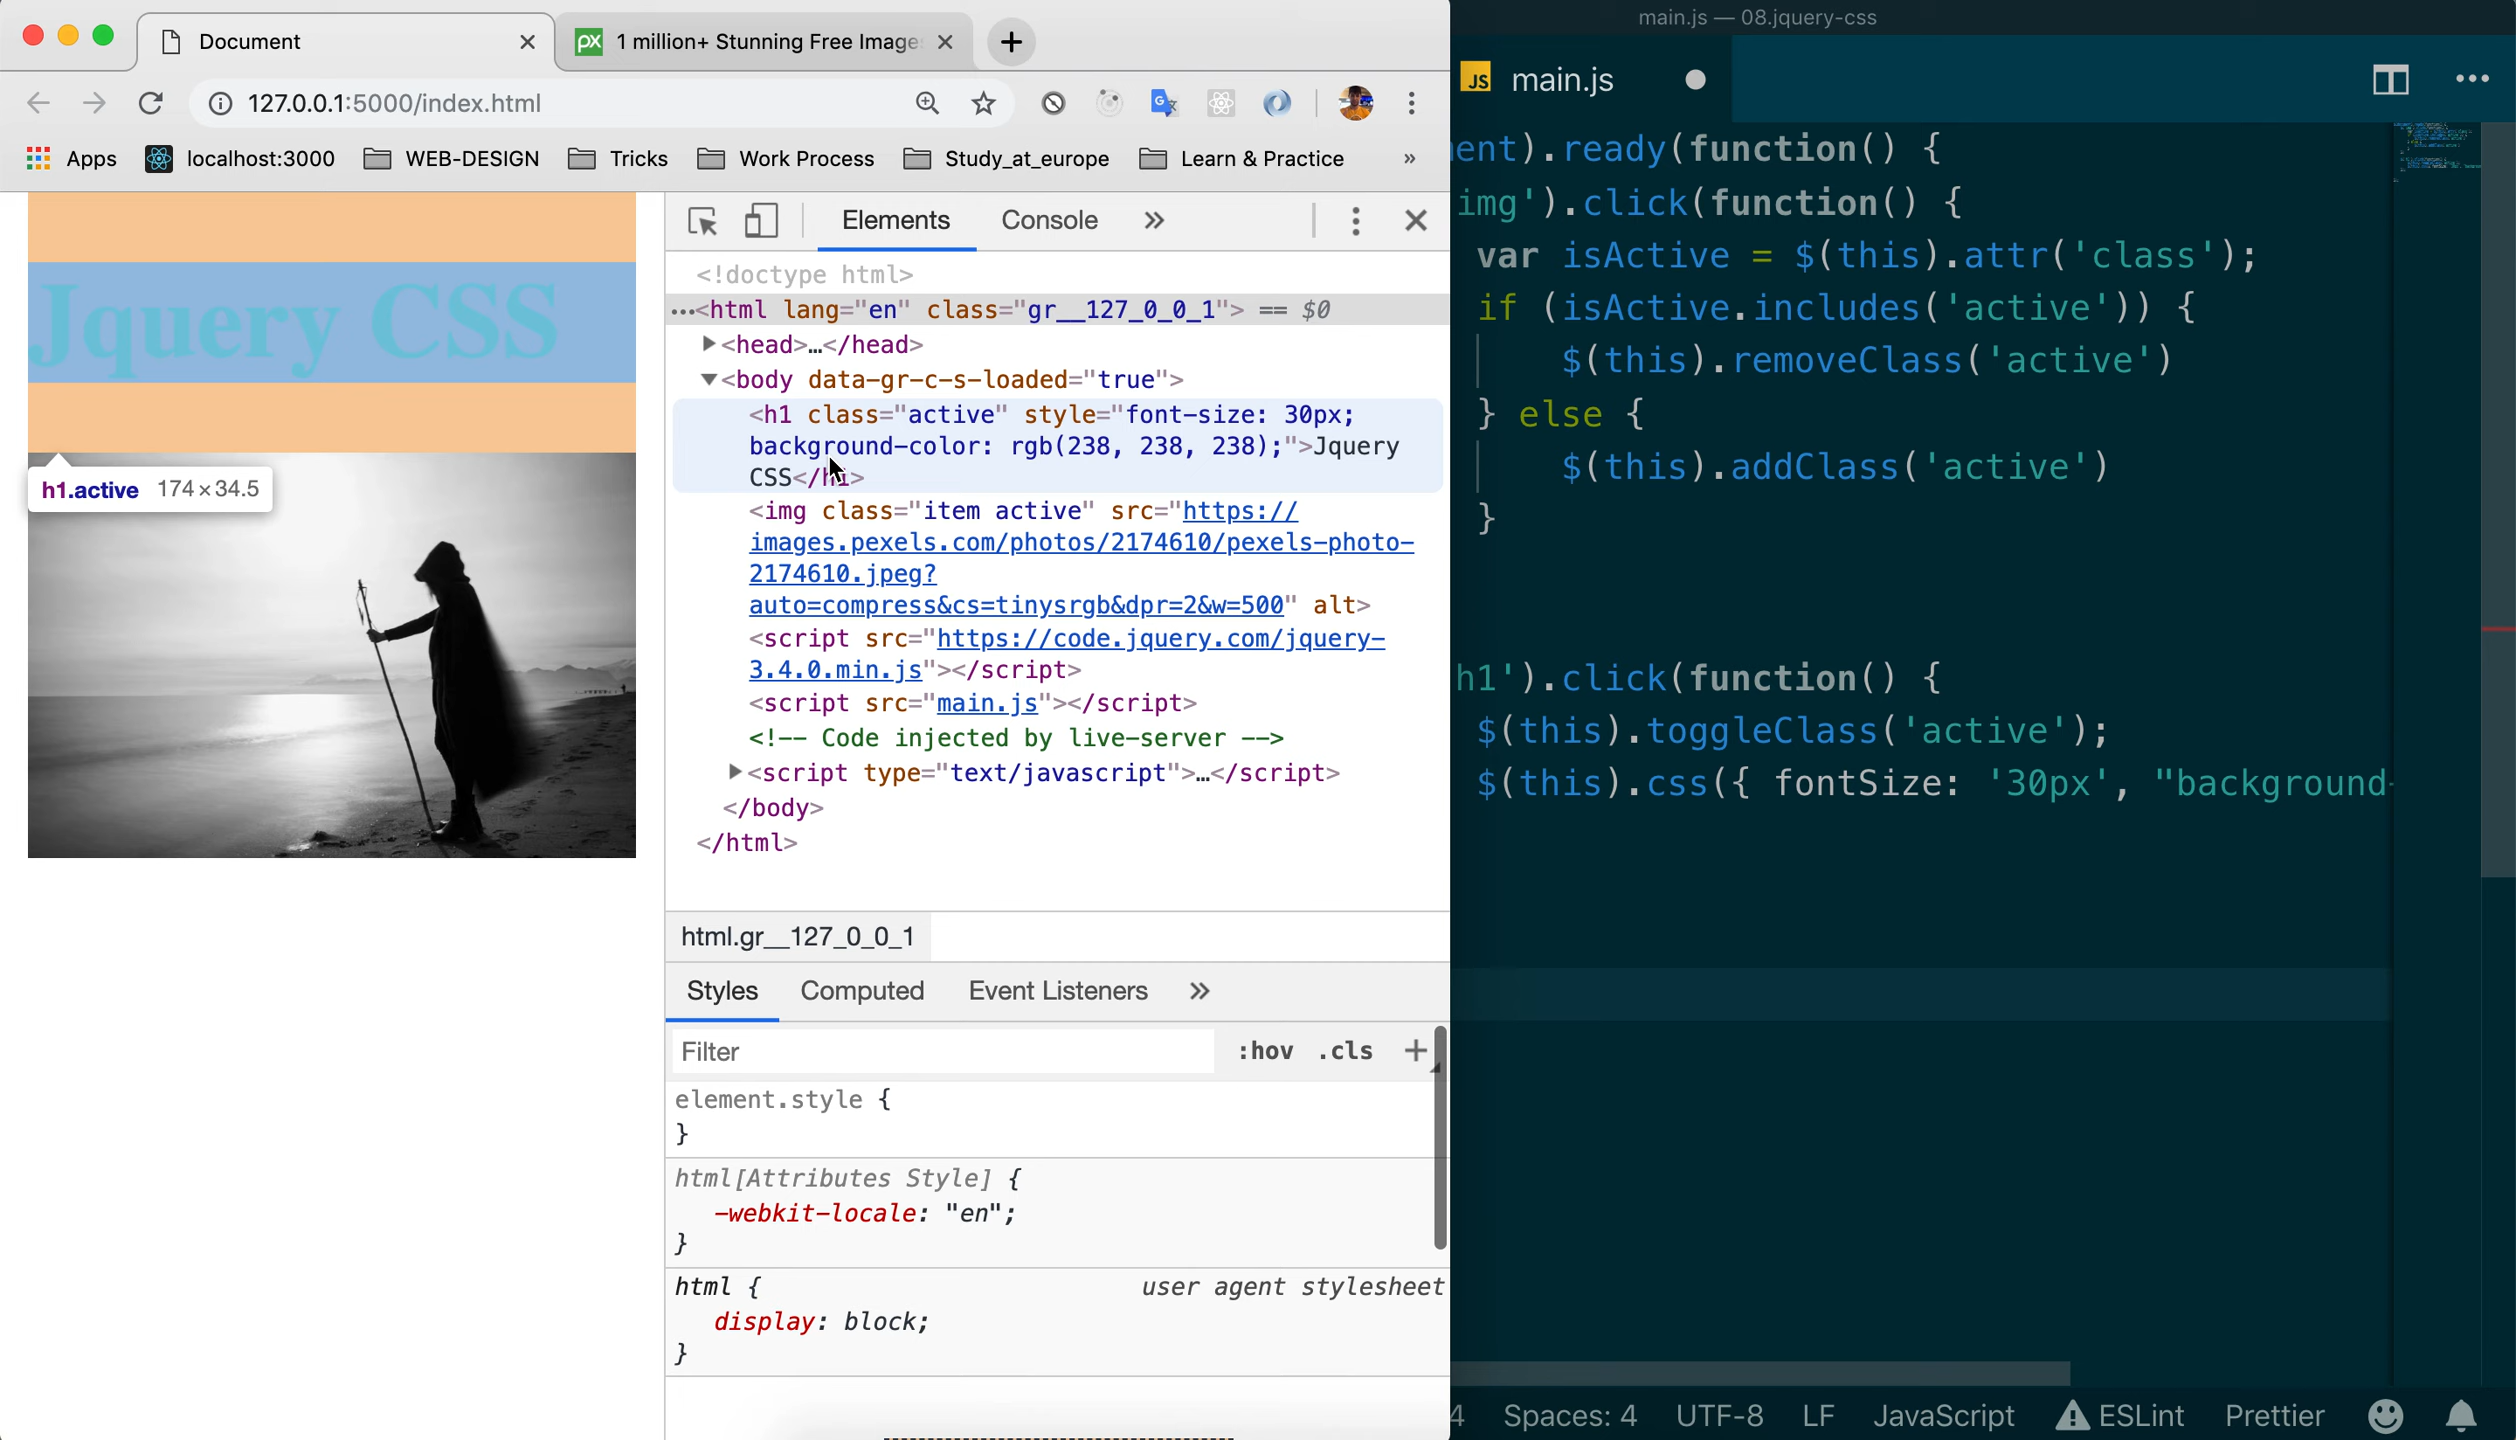 Document
1 million+ Stunning Free Image
127.0.0.1:5000/index.html
Apps
localhost:3000
WEB-DESIGN
Tricks
Work Process
Study_at_europe
Learn & Practice
»
Jquery CSS
h1.active 174×34.5
Elements
Console
»
<!doctype html>
…<html lang="en" class="gr__127_0_0_1"> == $0
<head>…</head>
<body data-gr-c-s-loaded="true">
<h1 class="active" style="font-size: 30px;
background-color: rgb(238, 238, 238);">Jquery
CSS</h1>
<img class="item active" src="https://
images.pexels.com/photos/2174610/pexels-photo-
2174610.jpeg?
auto=compress&cs=tinysrgb&dpr=2&w=500" alt>
<script src="https://code.jquery.com/jquery-
3.4.0.min.js"></script>
<script src="main.js"></script>
<!-- Code injected by live-server -->
<script type="text/javascript">…</script>
</body>
</html>
html.gr__127_0_0_1
Styles
Computed
Event Listeners
»
Filter
:hov .cls +
element.style {
}
html[Attributes Style] {
-webkit-locale: "en";
}
html {
user agent stylesheet
display: block;
}
main.js — 08.jquery-css
JS main.js
ent).ready(function() {
img').click(function() {
var isActive = $(this).attr('class');
if (isActive.includes('active')) {
$(this).removeClass('active')
} else {
$(this).addClass('active')
}
h1').click(function() {
$(this).toggleClass('active');
$(this).css({ fontSize: '30px', "background-
4
Spaces: 4
UTF-8
LF
JavaScript
ESLint
Prettier